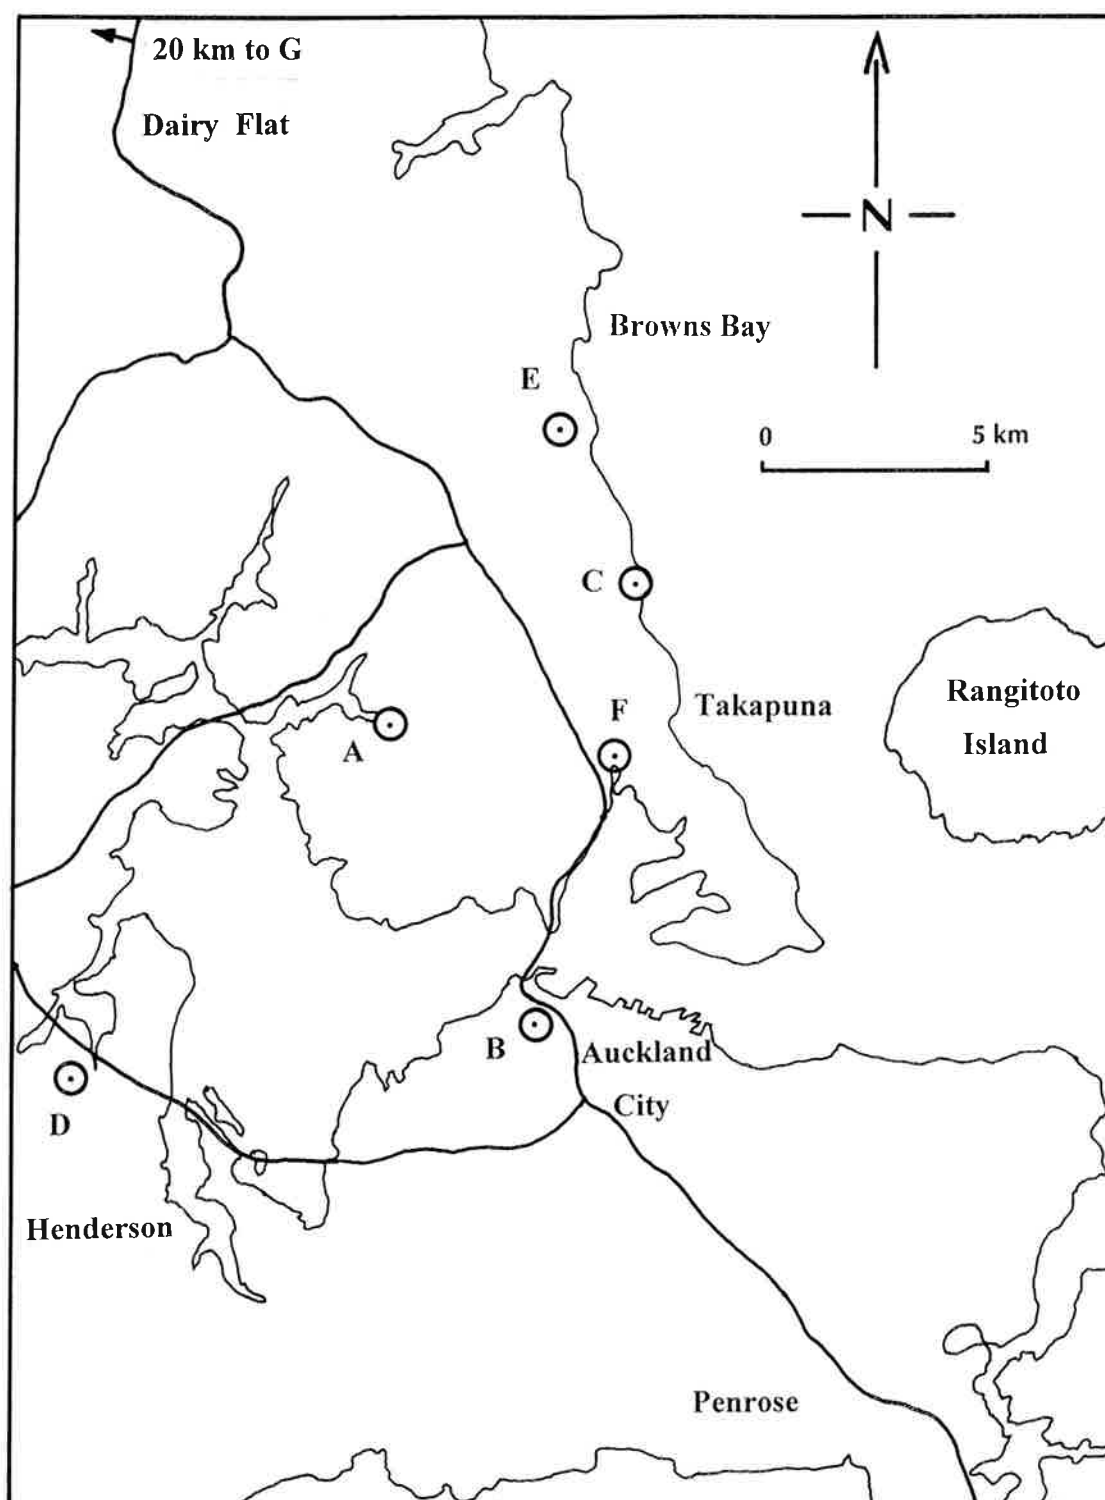 20 km to G
Dairy Flat
N
Browns Bay
E
0 5 km
C
Rangitoto
Island
Takapuna
F
A
B
Auckland
City
D
Henderson
Penrose